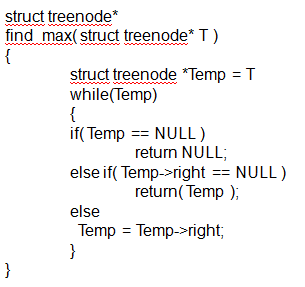 struct treenode*
find_max( struct treenode* T )
{
struct treenode *Temp = T
while(Temp)
{
if( Temp == NULL )
return NULL;
else if( Temp->right == NULL )
return( Temp );
else
Temp = Temp->right;
}
}